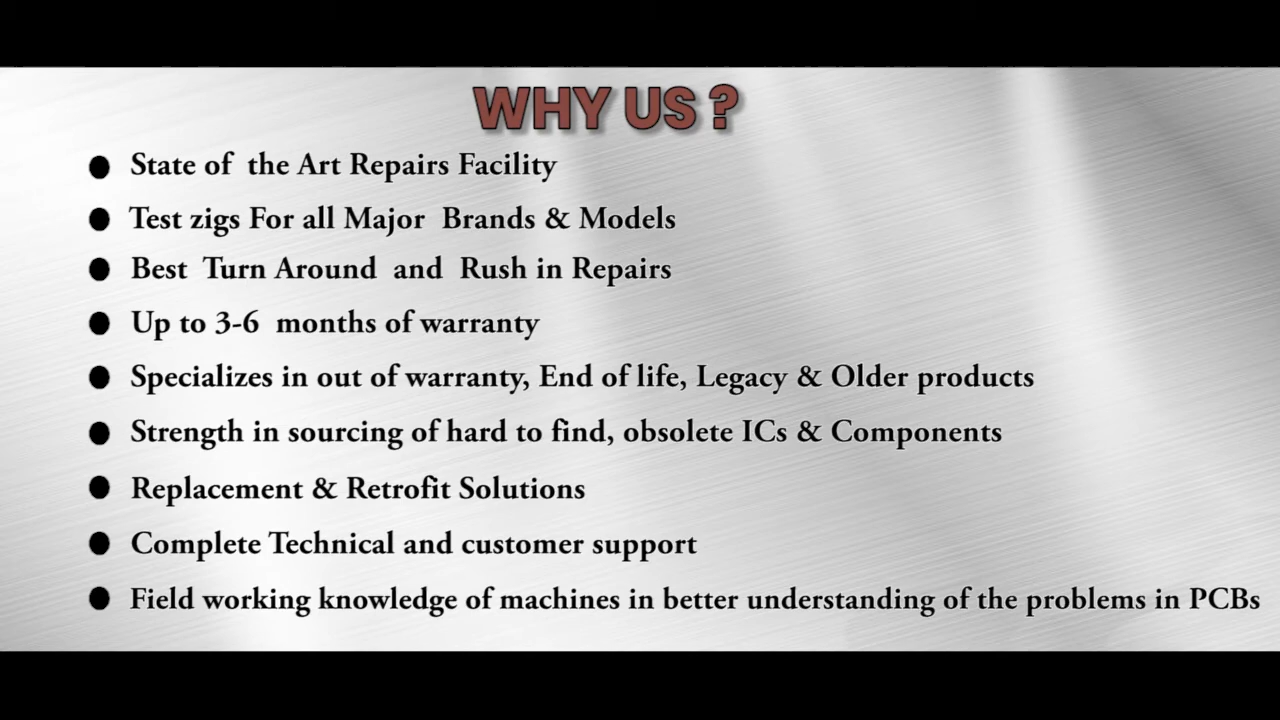 WHY US ?
State of the Art Repairs Facility
Test zigs For all Major Brands & Models
Best Turn Around and Rush in Repairs
Up to 3-6 months of warranty
Specializes in out of warranty, End of life, Legacy & Older products
Strength in sourcing of hard to find, obsolete ICs & Components
Replacement & Retrofit Solutions
Complete Technical and customer support
Field working knowledge of machines in better understanding of the problems in PCBs